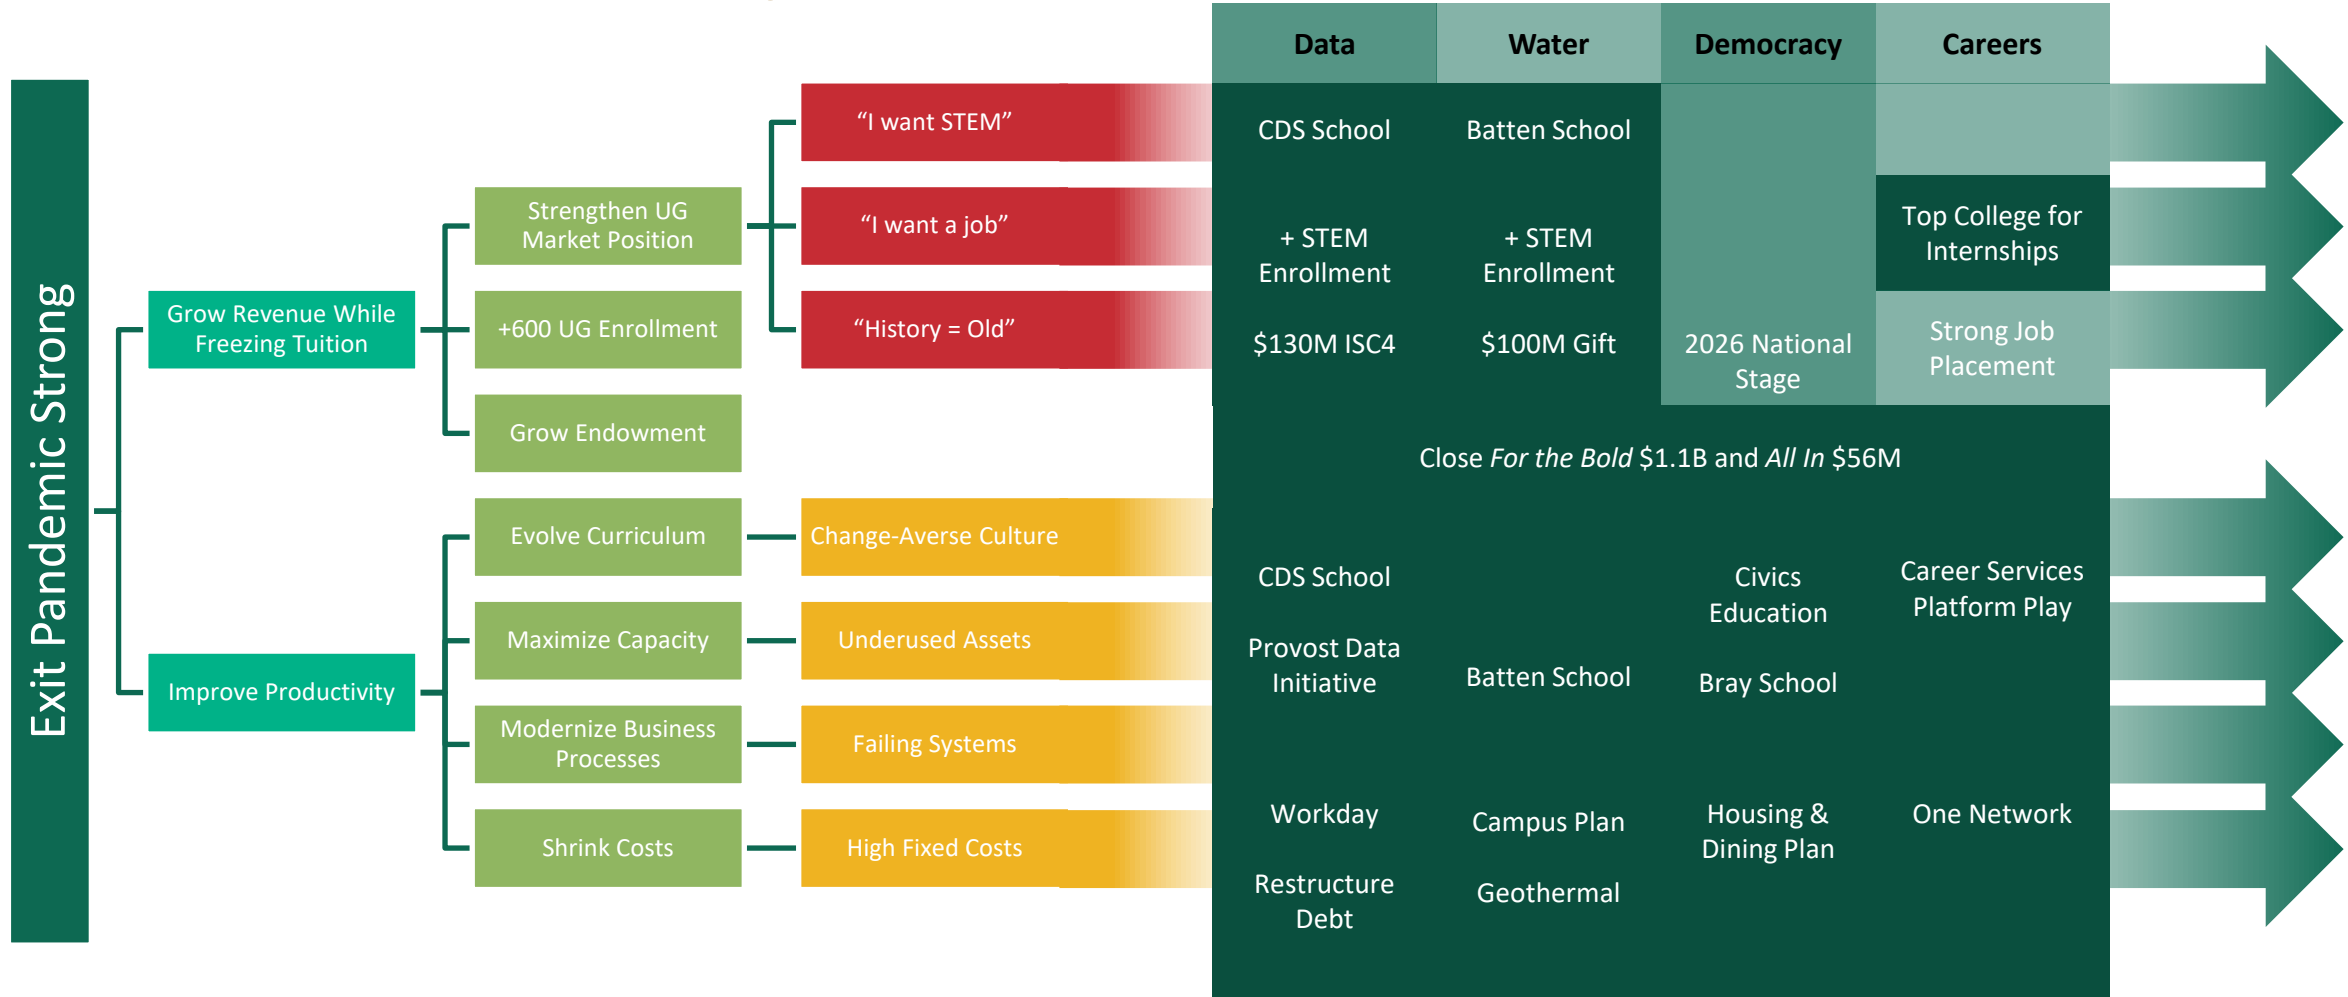 Data
Water
Democracy
Careers
Exit Pandemic Strong
Grow Revenue While
Freezing Tuition
Improve Productivity
Strengthen UG
Market Position
+600 UG Enrollment
Grow Endowment
Evolve Curriculum
Maximize Capacity
Modernize Business
Processes
Shrink Costs
“I want STEM”
“I want a job”
“History = Old”
Change-Averse Culture
Underused Assets
Failing Systems
High Fixed Costs
CDS School
Batten School
+ STEM
Enrollment
+ STEM
Enrollment
Top College for
Internships
$130M ISC4
$100M Gift
2026 National
Stage
Strong Job
Placement
Close For the Bold $1.1B and All In $56M
CDS School
Civics
Education
Career Services
Platform Play
Provost Data
Initiative
Batten School
Bray School
Workday
Campus Plan
Housing &
Dining Plan
One Network
Restructure
Debt
Geothermal